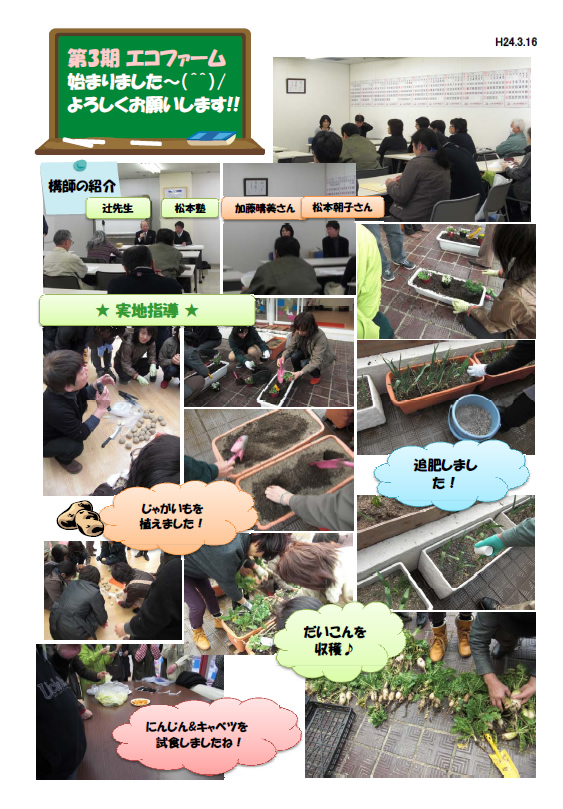 H24.3.16
第3期 エコファーム
始まりました～(^^)/
よろしくお願いします!!
講師の紹介
辻先生
松本塾
加藤晴美さん
松本朝子さん
★ 実地指導 ★
追肥しまし
た！
じゃがいもを
植えました！
だいこんを
収穫♪
にんじん&キャベツを
試食しましたね！